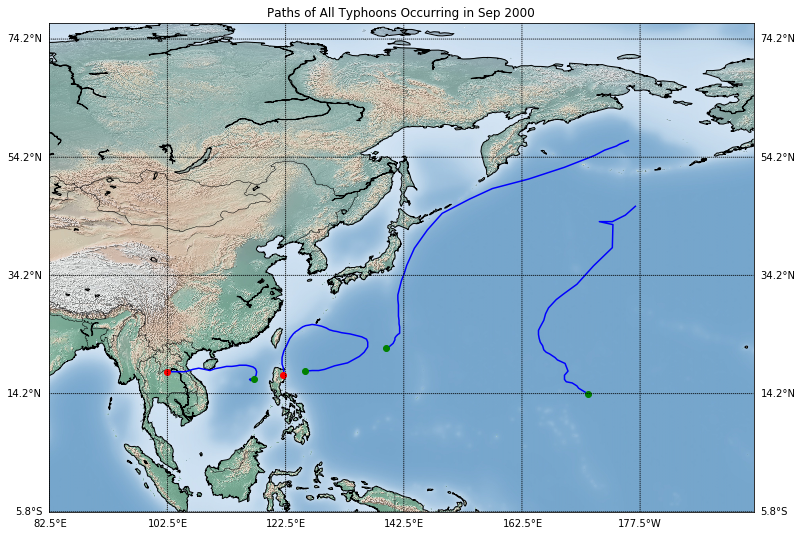 Paths of All Typhoons Occurring in Sep 2000
74.2°N 74.2°N
54.2°N 54.2°N
34.2°N 34.2°N
14.2°N 14.2°N
5.8°S 5.8°S
82.5°E 102.5°E 122.5°E 142.5°E 162.5°E 177.5°W